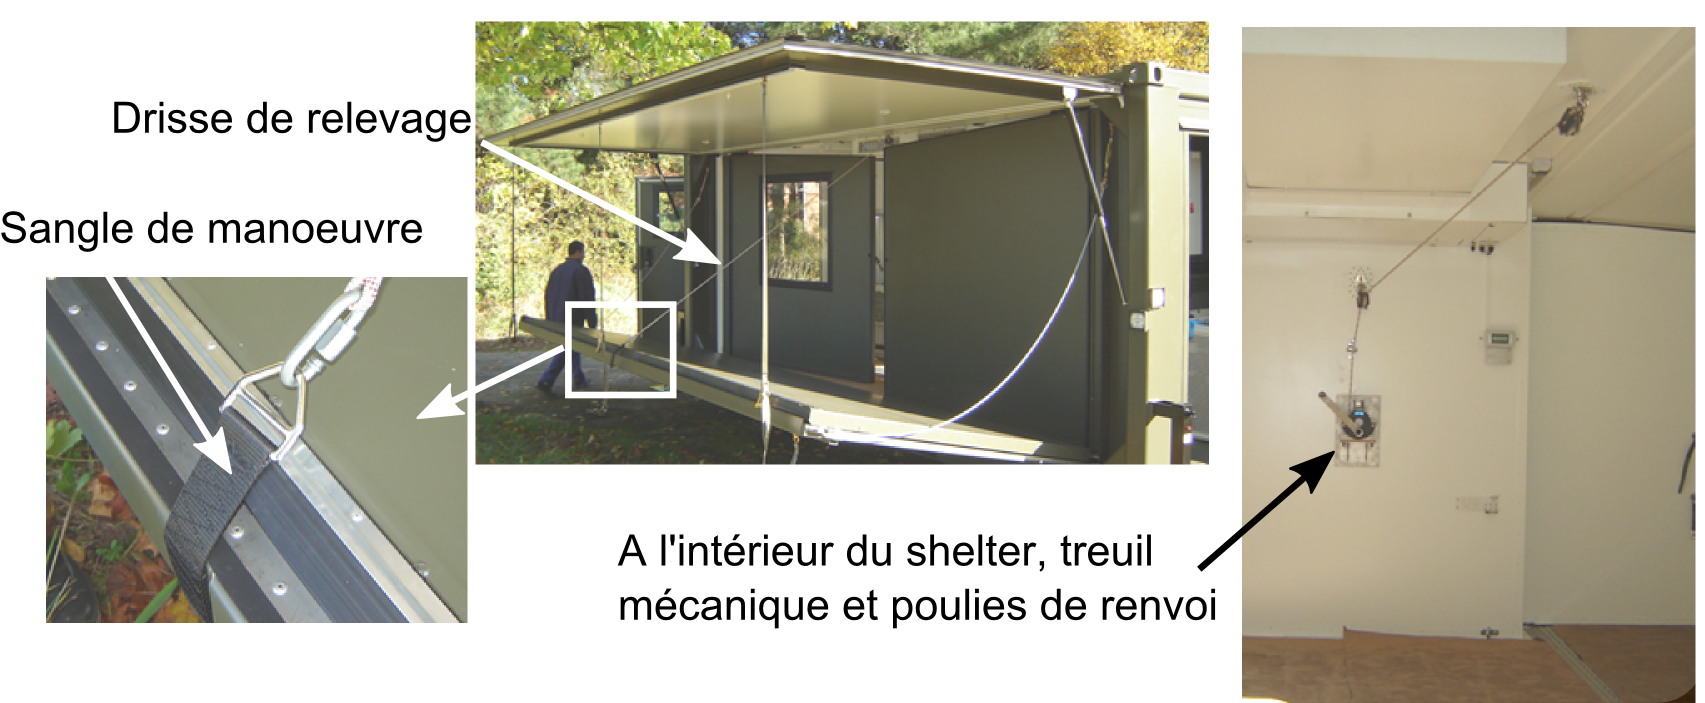 Drisse de relevage
Sangle de manoeuvre
A l'intérieur du shelter, treuil
mécanique et poulies de renvoi